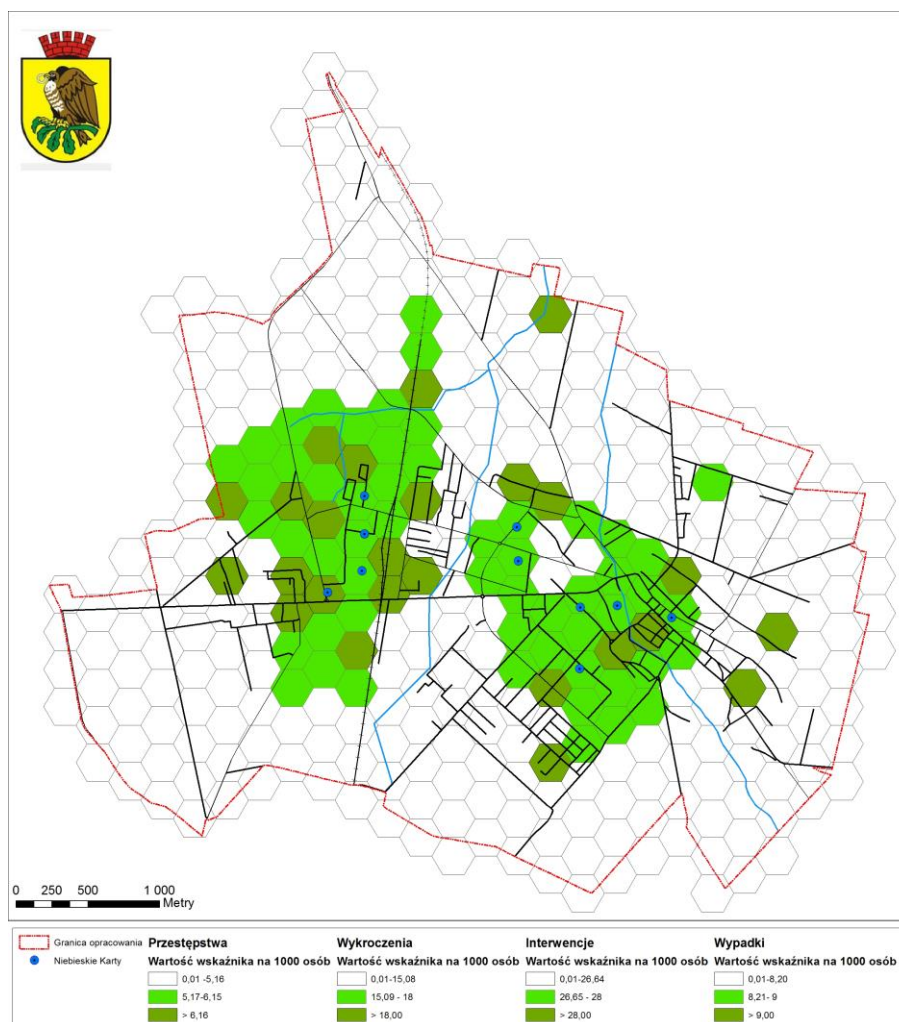 0 250 500 1 000
Metry
Granica opracowania
Niebieskie Karty
Przestępstwa
Wartość wskaźnika na 1000 osób
0,01 -5,16
5,17-6,15
> 6,16
Wykroczenia
Wartość wskaźnika na 1000 osób
0,01-15,08
15,09 - 18
> 18,00
Interwencje
Wartość wskaźnika na 1000 osób
0,01-26,64
26,65 - 28
> 28,00
Wypadki
Wartość wskaźnika na 1000 osób
0,01-8,20
8,21- 9
> 9,00